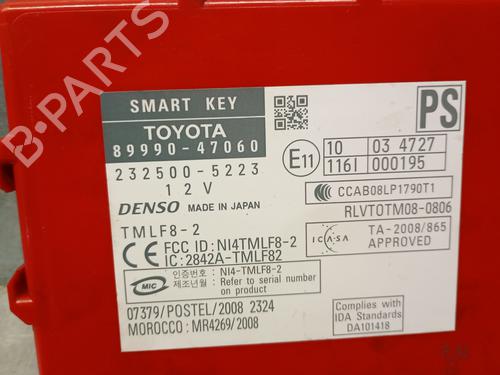 B-PARTS
SMART KEY
TOYOTA
89990-47060
232500-5223
12V
DENSO MADE IN JAPAN
TMLF8-2
CE FCC ID: NI4TMLF8-2
IC: 2842A-TMLF82
MIC
인증번호 : NI4-TMLF8-2
제조년월 : Refer to serial number
on product
07379/POSTEL/2008 2324
MOROCCO: MR4269/2008
PS
E11 10 03 4727
116I 000195
CCAB08LP1790T1
RLVTOTM08-0806
ICASA TA-2008/865
APPROVED
Complies with
IDA Standards
DA101418